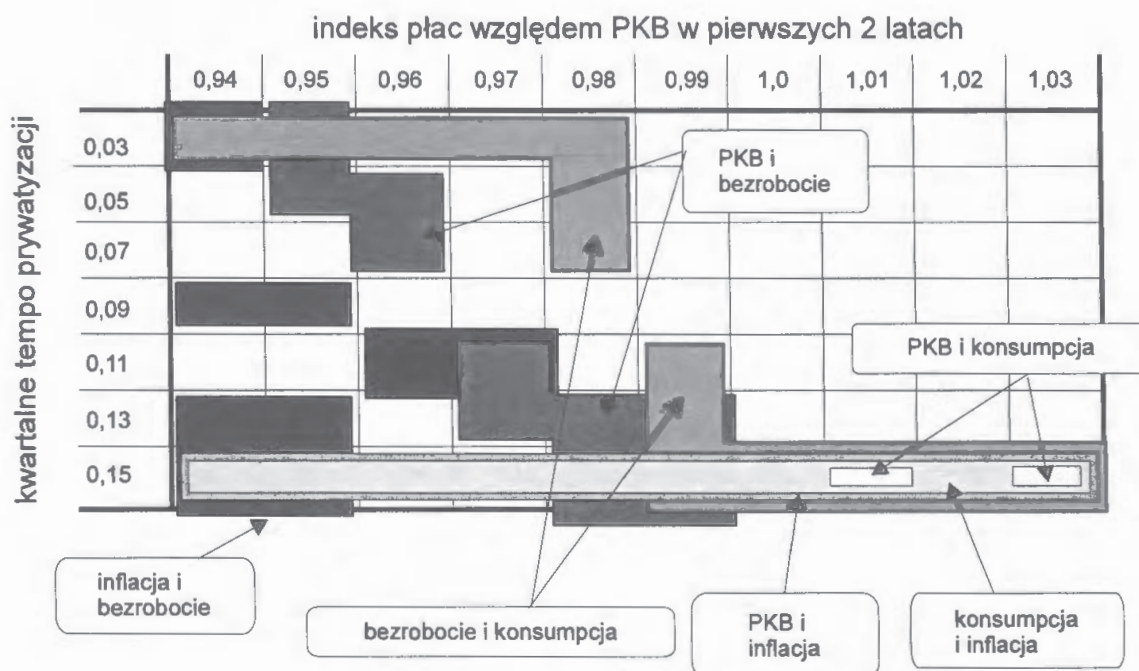 indeks płac względem PKB w pierwszych 2 latach
0,94 0,95 0,96 0,97 0,98 0,99 1,0 1,01 1,02 1,03
kwartalne tempo prywatyzacji
0,03
0,05
0,07
0,09
0,11
0,13
0,15
PKB i
bezrobocie
PKB i konsumpcja
inflacja i
bezrobocie
bezrobocie i konsumpcja
PKB i
inflacja
konsumpcja
i inflacja